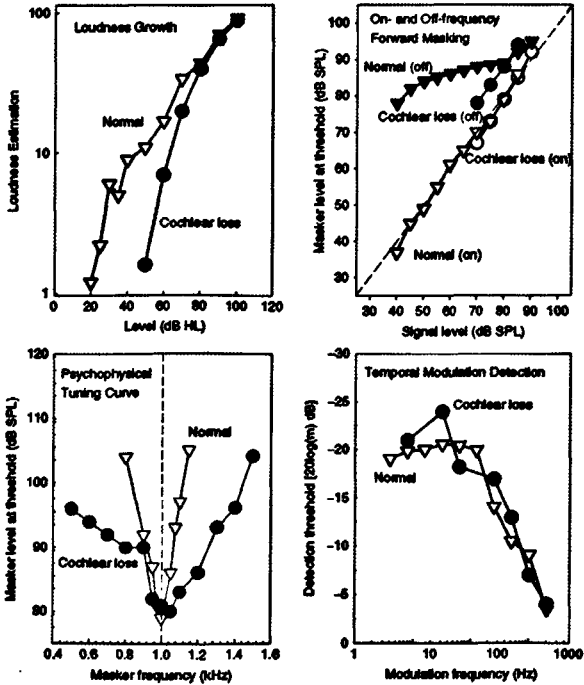 Loudness Growth
100
10
1
Loudness Estimation
Normal
Cochlear loss
0 20 40 60 80 100 120
Level (dB HL)
On- and Off-frequency
Forward Masking
Normal (off)
Cochlear loss (off)
Cochlear loss (on)
Normal (on)
100
90
80
70
60
50
40
30
Masker level at threshold (dB SPL)
30 40 50 60 70 80 90 100
Signal level (dB SPL)
Psychophysical
Tuning Curve
Normal
Cochlear loss
120
110
100
90
80
Masker level at threshold (dB SPL)
0.4 0.6 0.8 1.0 1.2 1.4 1.6
Masker frequency (kHz)
Temporal Modulation Detection
Cochlear loss
Normal
-30
-25
-20
-15
-10
-5
0
Detection threshold [20log(m) dB]
1 10 100 1000
Modulation frequency (Hz)